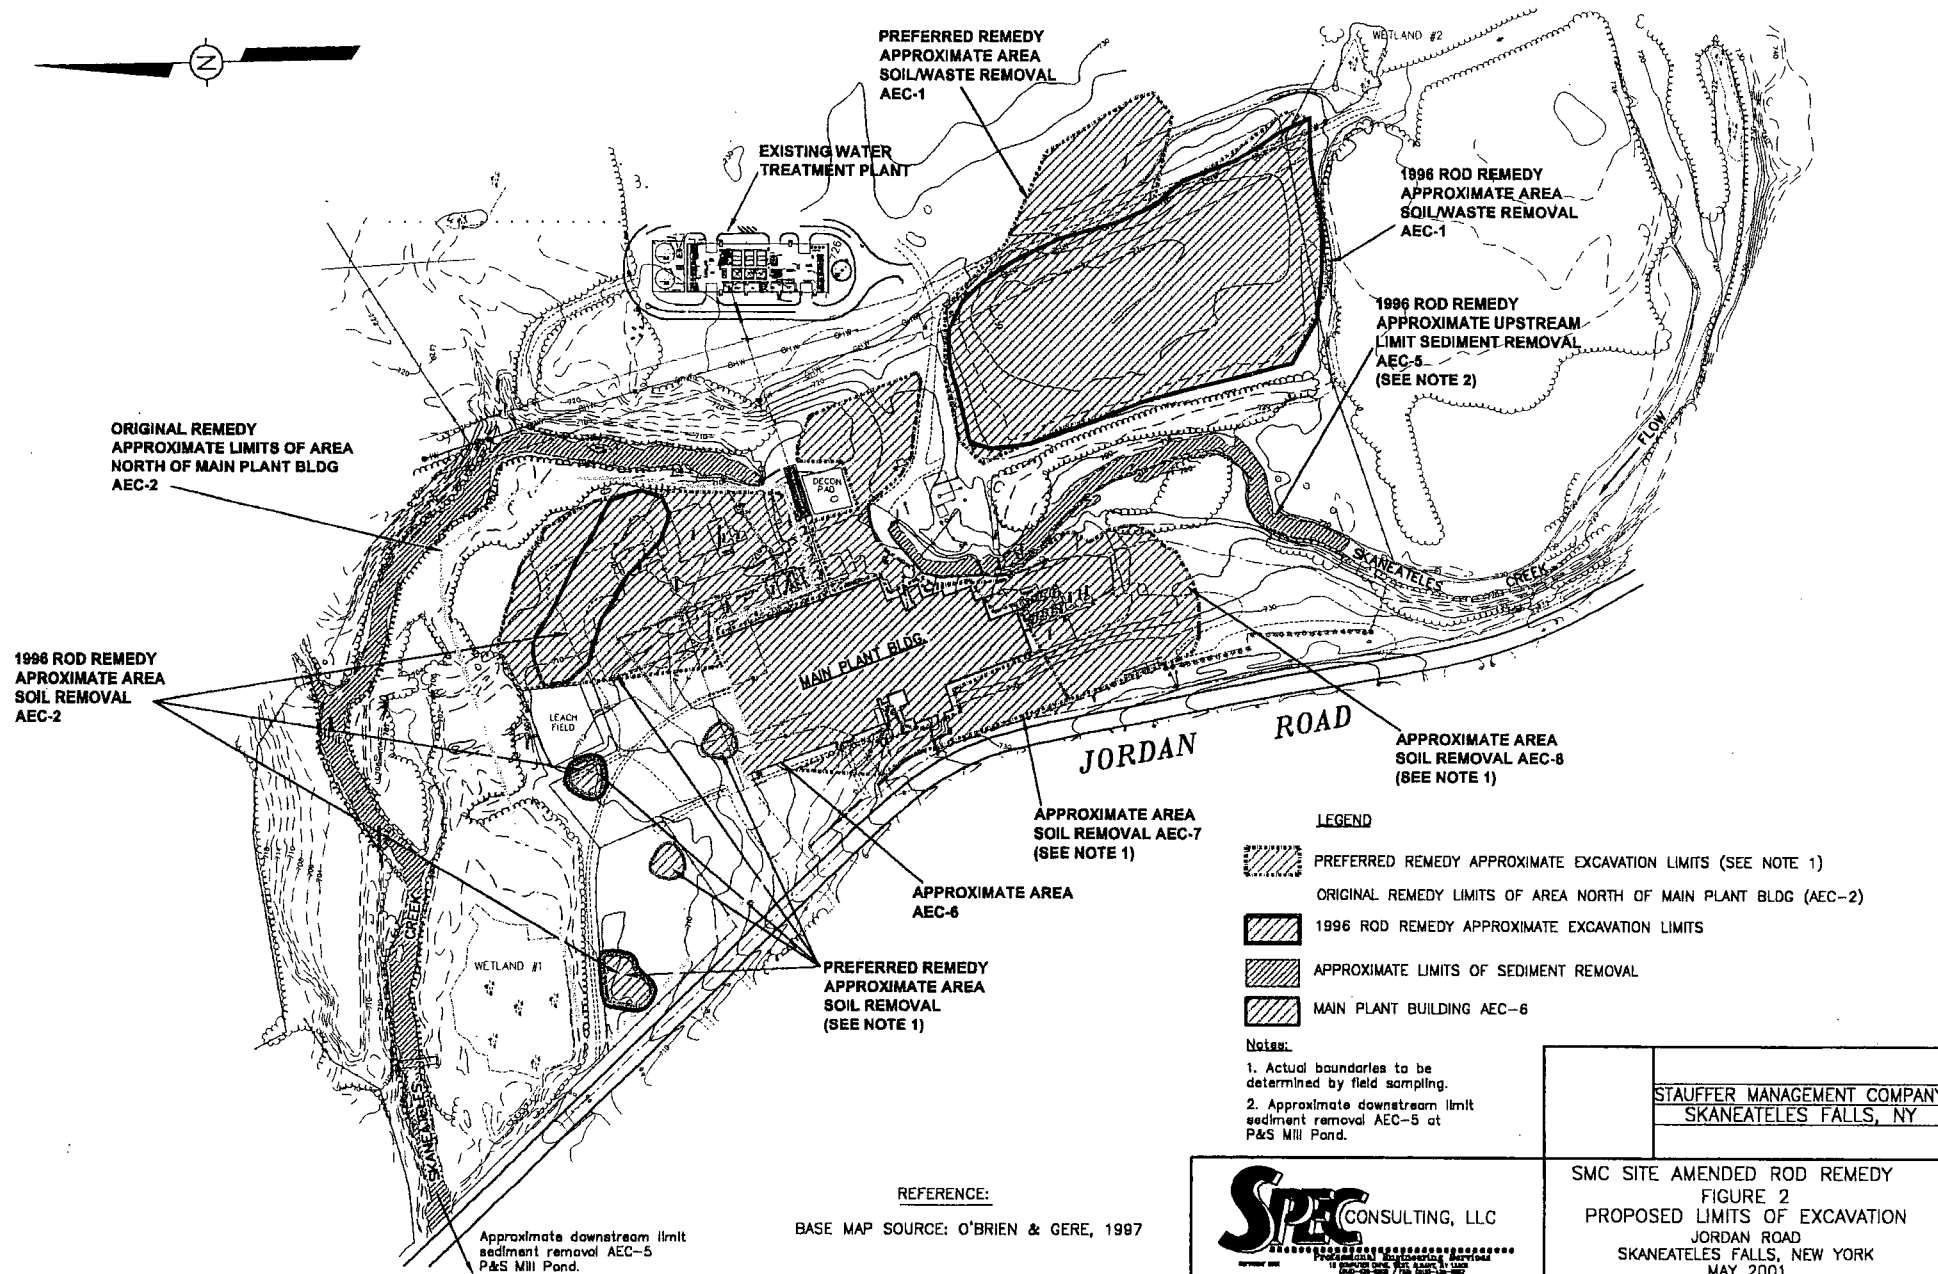 N
PREFERRED REMEDY
APPROXIMATE AREA
SOIL/WASTE REMOVAL
AEC-1
WETLAND #2
EXISTING WATER
TREATMENT PLANT
1996 ROD REMEDY
APPROXIMATE AREA
SOIL/WASTE REMOVAL
AEC-1
1996 ROD REMEDY
APPROXIMATE UPSTREAM
LIMIT SEDIMENT REMOVAL
AEC-5
(SEE NOTE 2)
ORIGINAL REMEDY
APPROXIMATE LIMITS OF AREA
NORTH OF MAIN PLANT BLDG
AEC-2
FLOW
DECON
PAD
SKANEATELES CREEK
1996 ROD REMEDY
APROXIMATE AREA
SOIL REMOVAL
AEC-2
MAIN PLANT BLDG.
LEACH
FIELD
JORDAN ROAD
APPROXIMATE AREA
SOIL REMOVAL AEC-8
(SEE NOTE 1)
APPROXIMATE AREA
SOIL REMOVAL AEC-7
(SEE NOTE 1)
APPROXIMATE AREA
AEC-6
PREFERRED REMEDY
APPROXIMATE AREA
SOIL REMOVAL
(SEE NOTE 1)
WETLAND #1
SKANEATELES CREEK
Approximate downstream limit
sediment removal AEC-5
P&S Mill Pond.
LEGEND
PREFERRED REMEDY APPROXIMATE EXCAVATION LIMITS (SEE NOTE 1)
ORIGINAL REMEDY LIMITS OF AREA NORTH OF MAIN PLANT BLDG (AEC-2)
1996 ROD REMEDY APPROXIMATE EXCAVATION LIMITS
APPROXIMATE LIMITS OF SEDIMENT REMOVAL
MAIN PLANT BUILDING AEC-6
Notes:
1. Actual boundaries to be
determined by field sampling.
2. Approximate downstream limit
sediment removal AEC-5 at
P&S Mill Pond.
REFERENCE:
BASE MAP SOURCE: O'BRIEN & GERE, 1997
SPEC CONSULTING, LLC
Professional Engineering Services
STAUFFER MANAGEMENT COMPANY
SKANEATELES FALLS, NY
SMC SITE AMENDED ROD REMEDY
FIGURE 2
PROPOSED LIMITS OF EXCAVATION
JORDAN ROAD
SKANEATELES FALLS, NEW YORK
MAY 2001